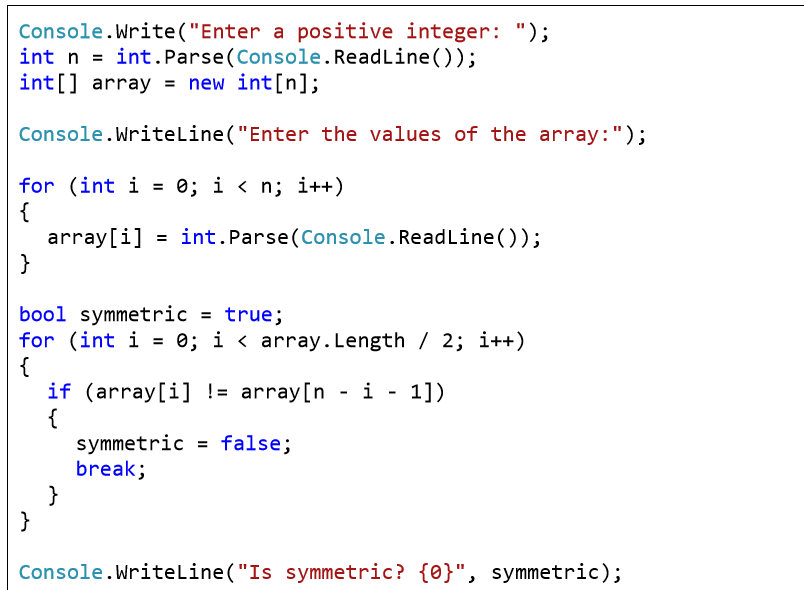 Console.Write("Enter a positive integer: ");
int n = int.Parse(Console.ReadLine());
int[] array = new int[n];

Console.WriteLine("Enter the values of the array:");

for (int i = 0; i < n; i++)
{
  array[i] = int.Parse(Console.ReadLine());
}

bool symmetric = true;
for (int i = 0; i < array.Length / 2; i++)
{
  if (array[i] != array[n - i - 1])
  {
    symmetric = false;
    break;
  }
}

Console.WriteLine("Is symmetric? {0}", symmetric);